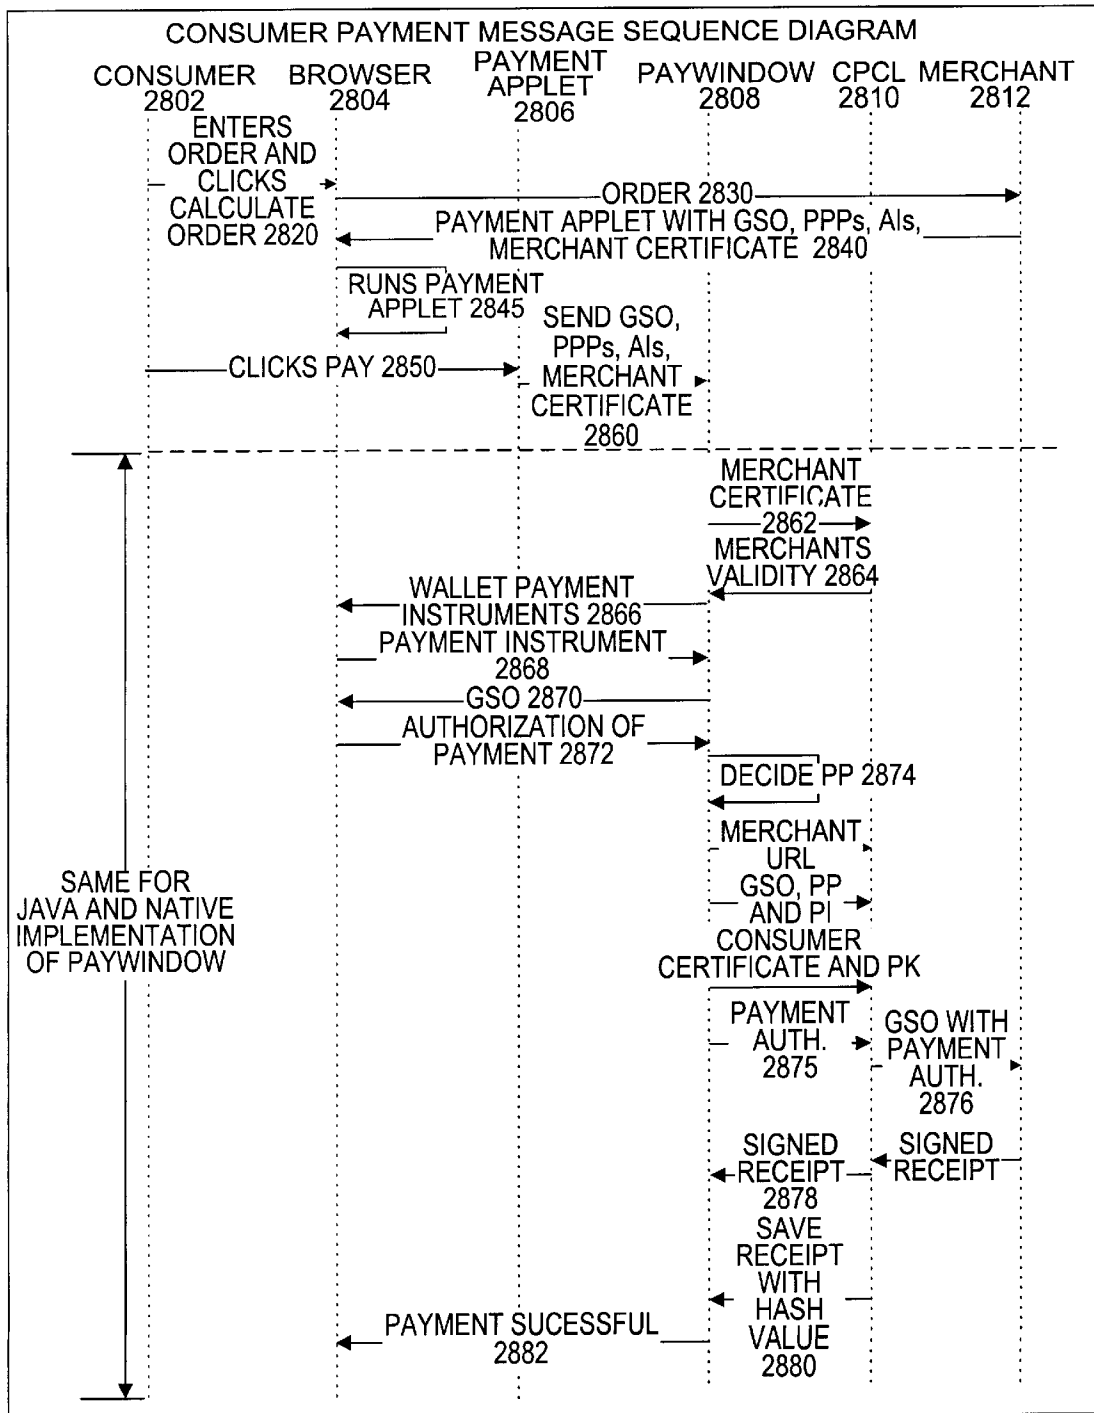 CONSUMER PAYMENT MESSAGE SEQUENCE DIAGRAM
CONSUMER
2802
BROWSER
2804
PAYMENT
APPLET
2806
PAYWINDOW
2808
CPCL
2810
MERCHANT
2812
ENTERS
ORDER AND
CLICKS
CALCULATE
ORDER 2820
ORDER 2830
PAYMENT APPLET WITH GSO, PPPs, AIs,
MERCHANT CERTIFICATE 2840
RUNS PAYMENT
APPLET 2845
SEND GSO,
PPPs, AIs,
MERCHANT
CERTIFICATE
2860
CLICKS PAY 2850
MERCHANT
CERTIFICATE
2862
MERCHANTS
VALIDITY 2864
WALLET PAYMENT
INSTRUMENTS 2866
PAYMENT INSTRUMENT
2868
GSO 2870
AUTHORIZATION OF
PAYMENT 2872
DECIDE PP 2874
MERCHANT
URL
GSO, PP
AND PI
CONSUMER
CERTIFICATE AND PK
PAYMENT
AUTH.
2875
GSO WITH
PAYMENT
AUTH.
2876
SIGNED
RECEIPT
SIGNED
RECEIPT
2878
SAVE
RECEIPT
WITH
HASH
VALUE
2880
PAYMENT SUCESSFUL
2882
SAME FOR
JAVA AND NATIVE
IMPLEMENTATION
OF PAYWINDOW